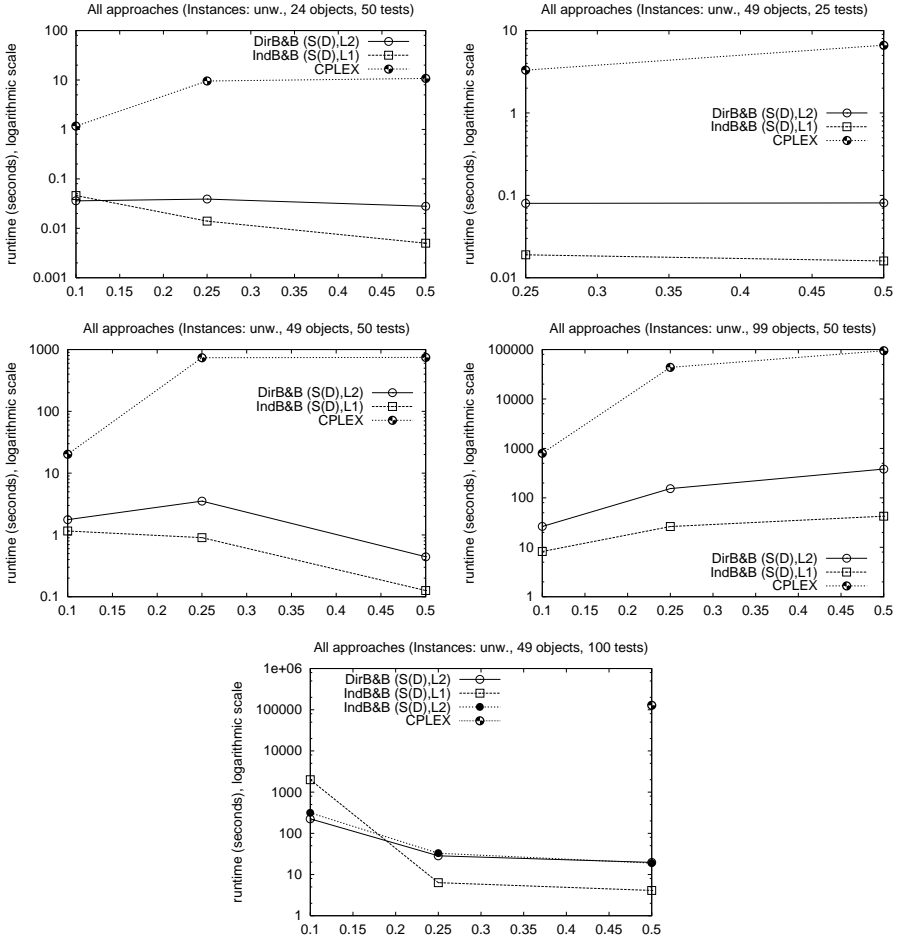 All approaches (Instances: unw., 24 objects, 50 tests)
runtime (seconds), logarithmic scale
100
10
1
0.1
0.01
0.001
DirB&B (S(D),L2)
IndB&B (S(D),L1)
CPLEX
0.1 0.15 0.2 0.25 0.3 0.35 0.4 0.45 0.5
All approaches (Instances: unw., 49 objects, 25 tests)
runtime (seconds), logarithmic scale
10
1
0.1
0.01
DirB&B (S(D),L2)
IndB&B (S(D),L1)
CPLEX
0.25 0.3 0.35 0.4 0.45 0.5
All approaches (Instances: unw., 49 objects, 50 tests)
runtime (seconds), logarithmic scale
1000
100
10
1
0.1
DirB&B (S(D),L2)
IndB&B (S(D),L1)
CPLEX
0.1 0.15 0.2 0.25 0.3 0.35 0.4 0.45 0.5
All approaches (Instances: unw., 99 objects, 50 tests)
runtime (seconds), logarithmic scale
100000
10000
1000
100
10
1
DirB&B (S(D),L2)
IndB&B (S(D),L1)
CPLEX
0.1 0.15 0.2 0.25 0.3 0.35 0.4 0.45 0.5
All approaches (Instances: unw., 49 objects, 100 tests)
runtime (seconds), logarithmic scale
1e+06
100000
10000
1000
100
10
1
DirB&B (S(D),L2)
IndB&B (S(D),L1)
IndB&B (S(D),L2)
CPLEX
0.1 0.15 0.2 0.25 0.3 0.35 0.4 0.45 0.5